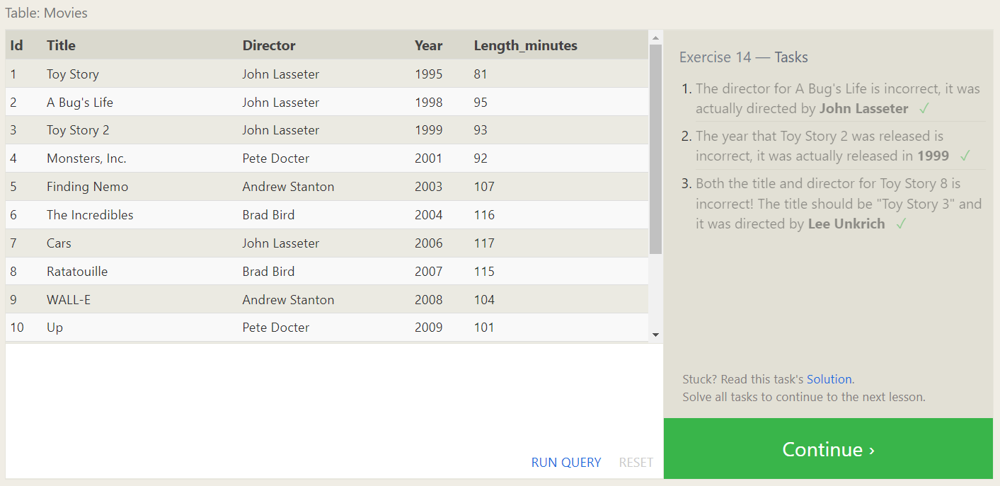 Table: Movies
Id Title Director Year Length_minutes
1 Toy Story John Lasseter 1995 81
2 A Bug's Life John Lasseter 1998 95
3 Toy Story 2 John Lasseter 1999 93
4 Monsters, Inc. Pete Docter 2001 92
5 Finding Nemo Andrew Stanton 2003 107
6 The Incredibles Brad Bird 2004 116
7 Cars John Lasseter 2006 117
8 Ratatouille Brad Bird 2007 115
9 WALL-E Andrew Stanton 2008 104
10 Up Pete Docter 2009 101
RUN QUERY RESET
Exercise 14 — Tasks
1. The director for A Bug's Life is incorrect, it was
actually directed by John Lasseter ✓
2. The year that Toy Story 2 was released is
incorrect, it was actually released in 1999 ✓
3. Both the title and director for Toy Story 8 is
incorrect! The title should be "Toy Story 3" and
it was directed by Lee Unkrich ✓
Stuck? Read this task's Solution.
Solve all tasks to continue to the next lesson.
Continue ›